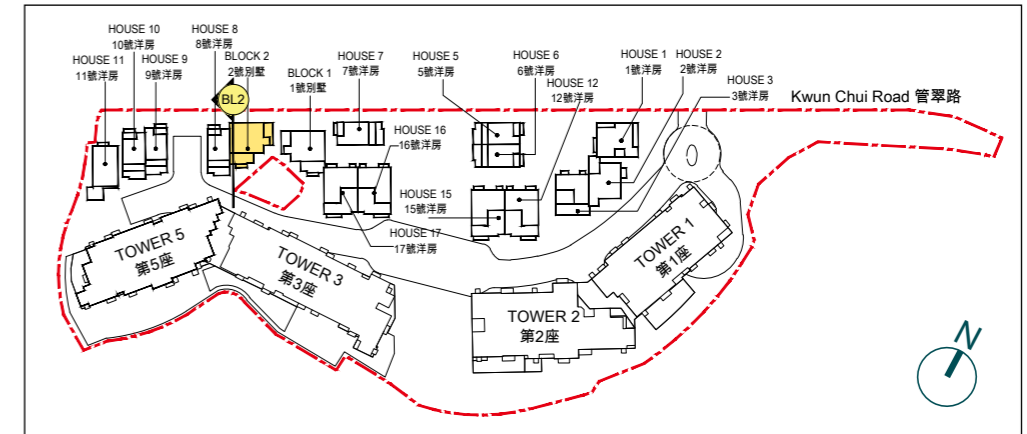 HOUSE 10
10號洋房
HOUSE 11
11號洋房
HOUSE 9
9號洋房
HOUSE 8
8號洋房
BLOCK 2
2號別墅
BLOCK 1
1號別墅
HOUSE 7
7號洋房
HOUSE 5
5號洋房
HOUSE 6
6號洋房
HOUSE 12
12號洋房
HOUSE 1
1號洋房
HOUSE 2
2號洋房
HOUSE 3
3號洋房
BL2
Kwun Chui Road 管翠路
HOUSE 16
16號洋房
HOUSE 15
15號洋房
HOUSE 17
17號洋房
TOWER 5
第5座
TOWER 3
第3座
TOWER 2
第2座
TOWER 1
第1座
N